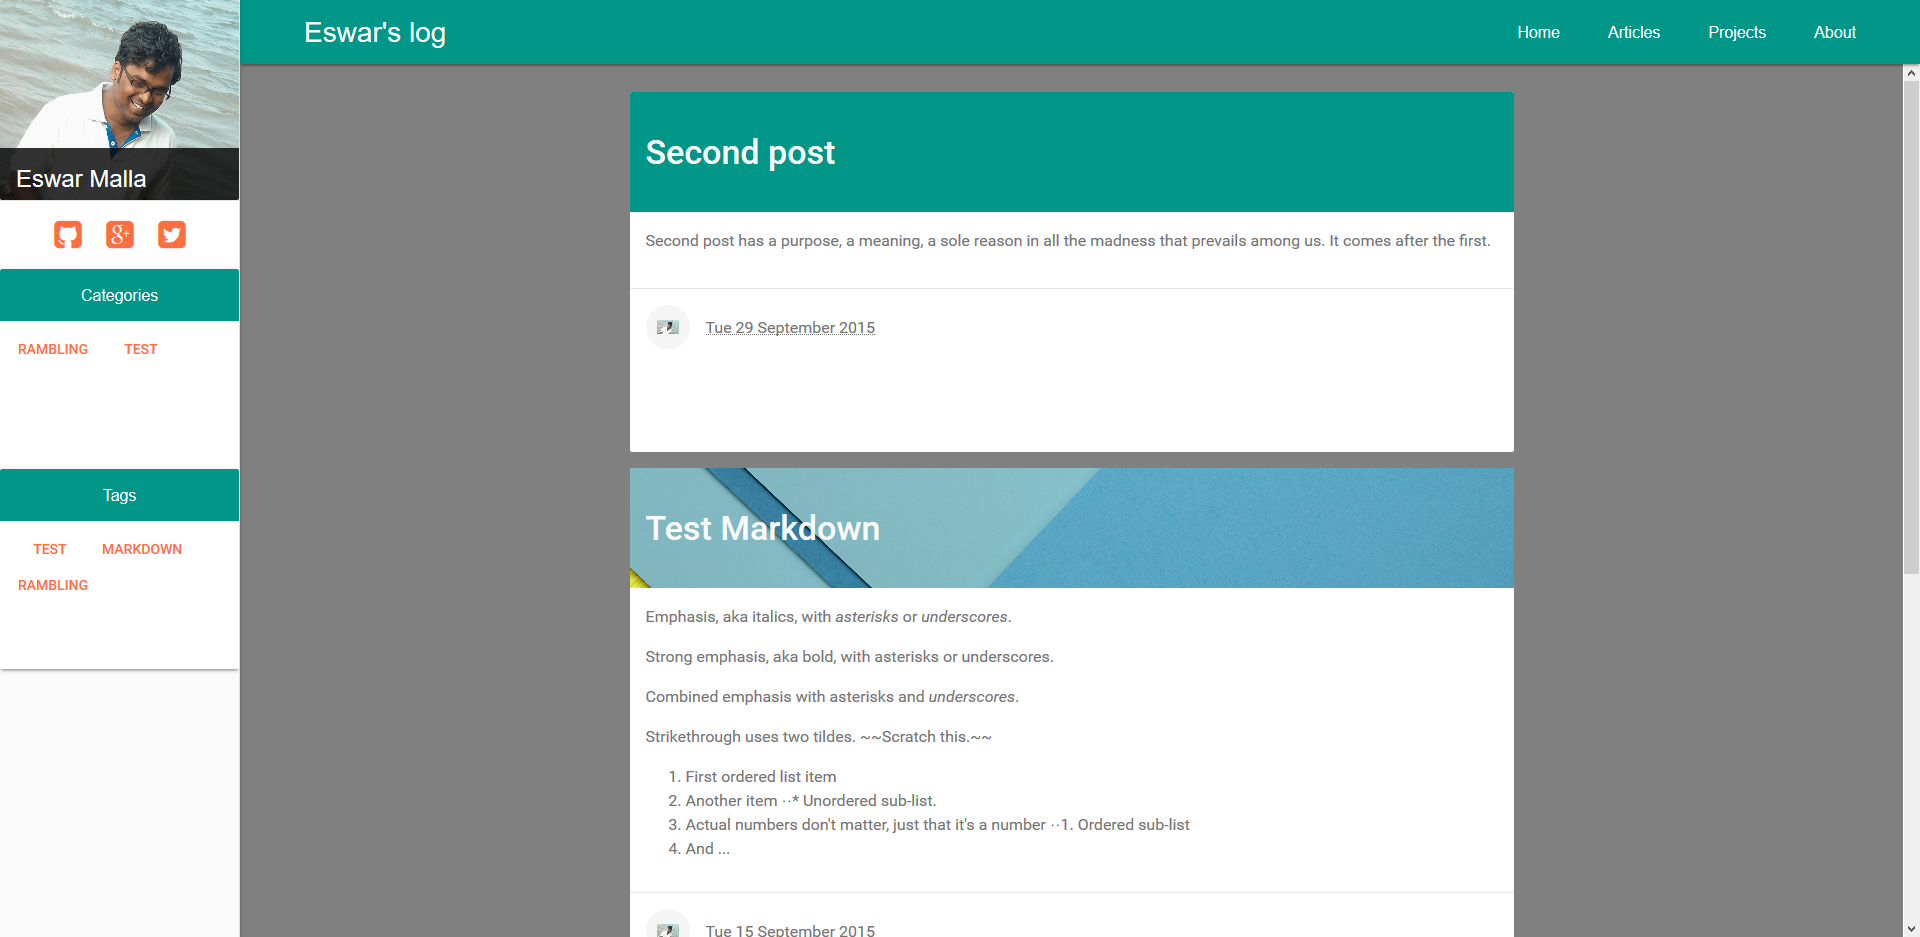 Eswar's log
Home
Articles
Projects
About
Eswar Malla
g+
Categories
RAMBLING
TEST
Tags
TEST
MARKDOWN
RAMBLING
Second post
Second post has a purpose, a meaning, a sole reason in all the madness that prevails among us. It comes after the first.
Tue 29 September 2015
Test Markdown
Emphasis, aka italics, with asterisks or underscores.
Strong emphasis, aka bold, with asterisks or underscores.
Combined emphasis with asterisks and underscores.
Strikethrough uses two tildes. ~~Scratch this.~~
1. First ordered list item
2. Another item ··* Unordered sub-list.
3. Actual numbers don't matter, just that it's a number ··1. Ordered sub-list
4. And ...
Tue 15 September 2015